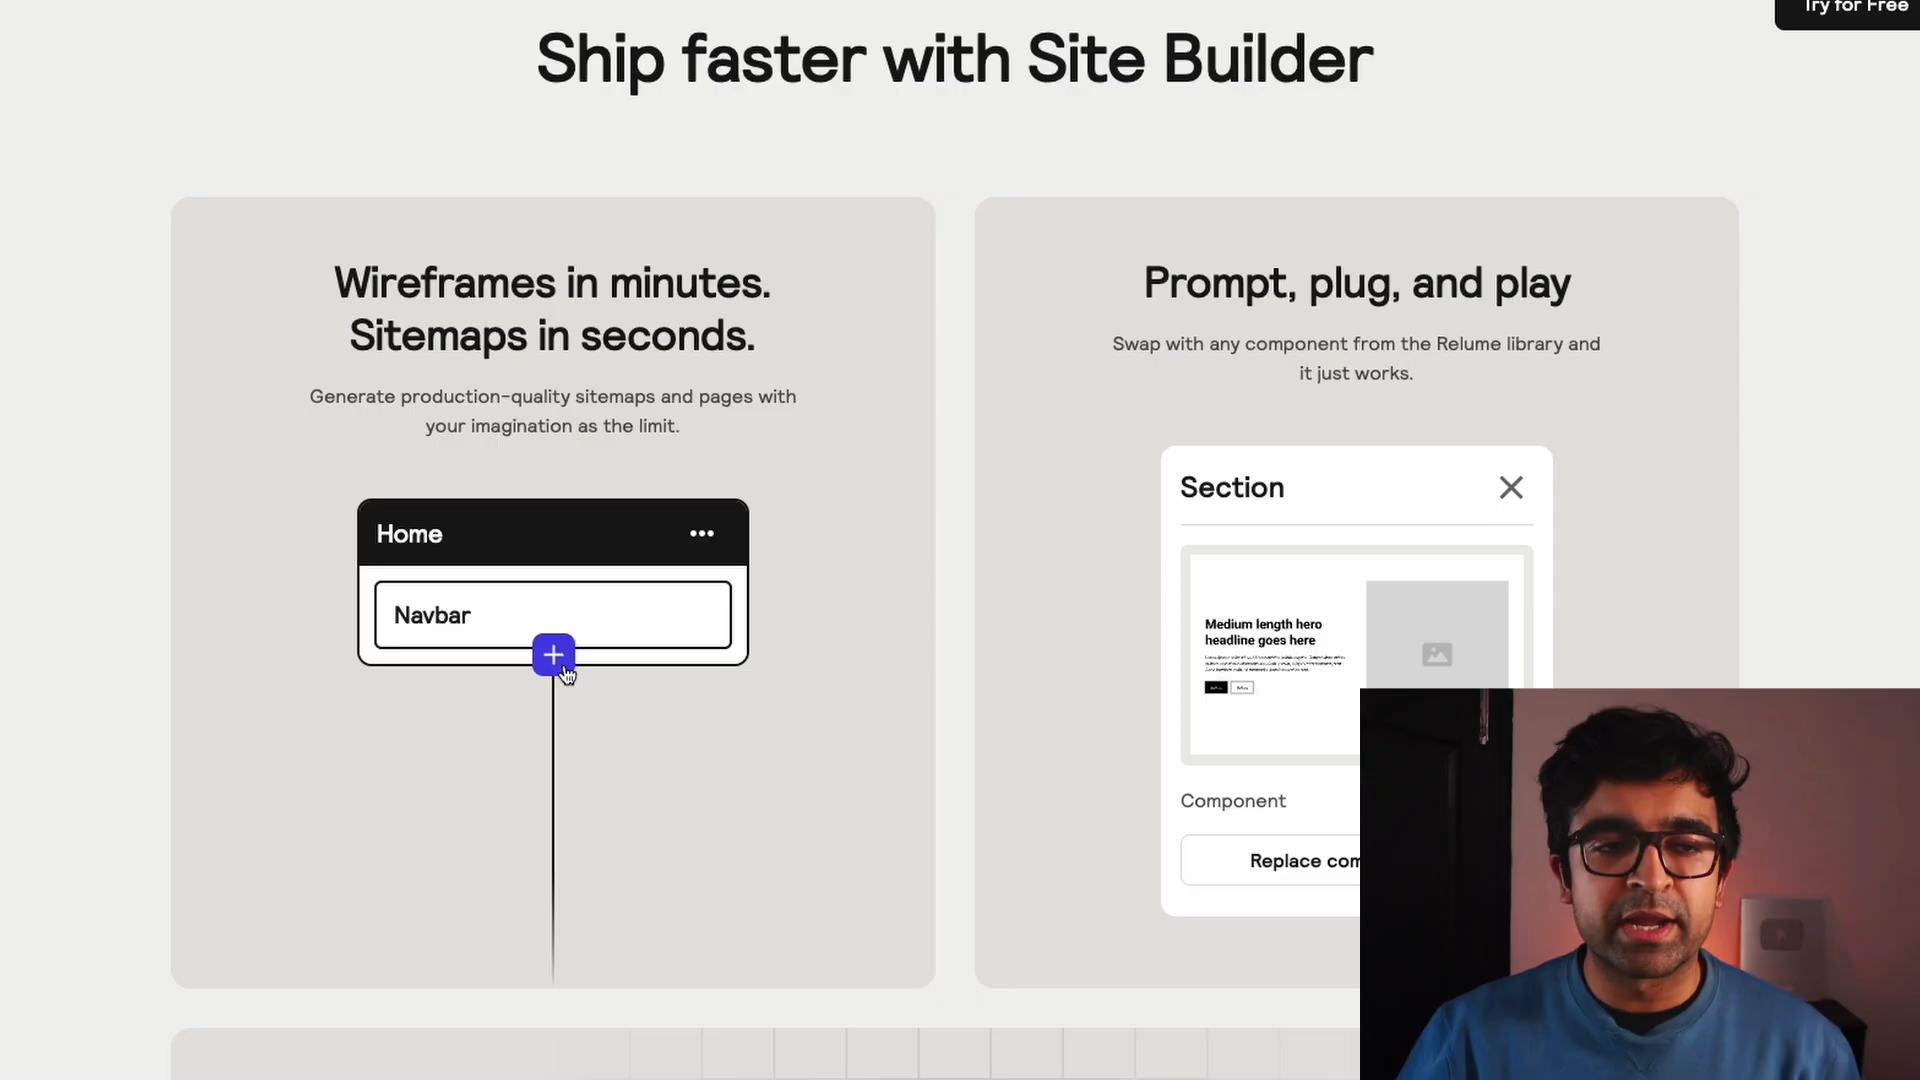 Try for Free
Ship faster with Site Builder
Wireframes in minutes.
Sitemaps in seconds.
Generate production-quality sitemaps and pages with
your imagination as the limit.
Home
Navbar
Prompt, plug, and play
Swap with any component from the Relume library and
it just works.
Section
Medium length hero
headline goes here
Component
Replace com